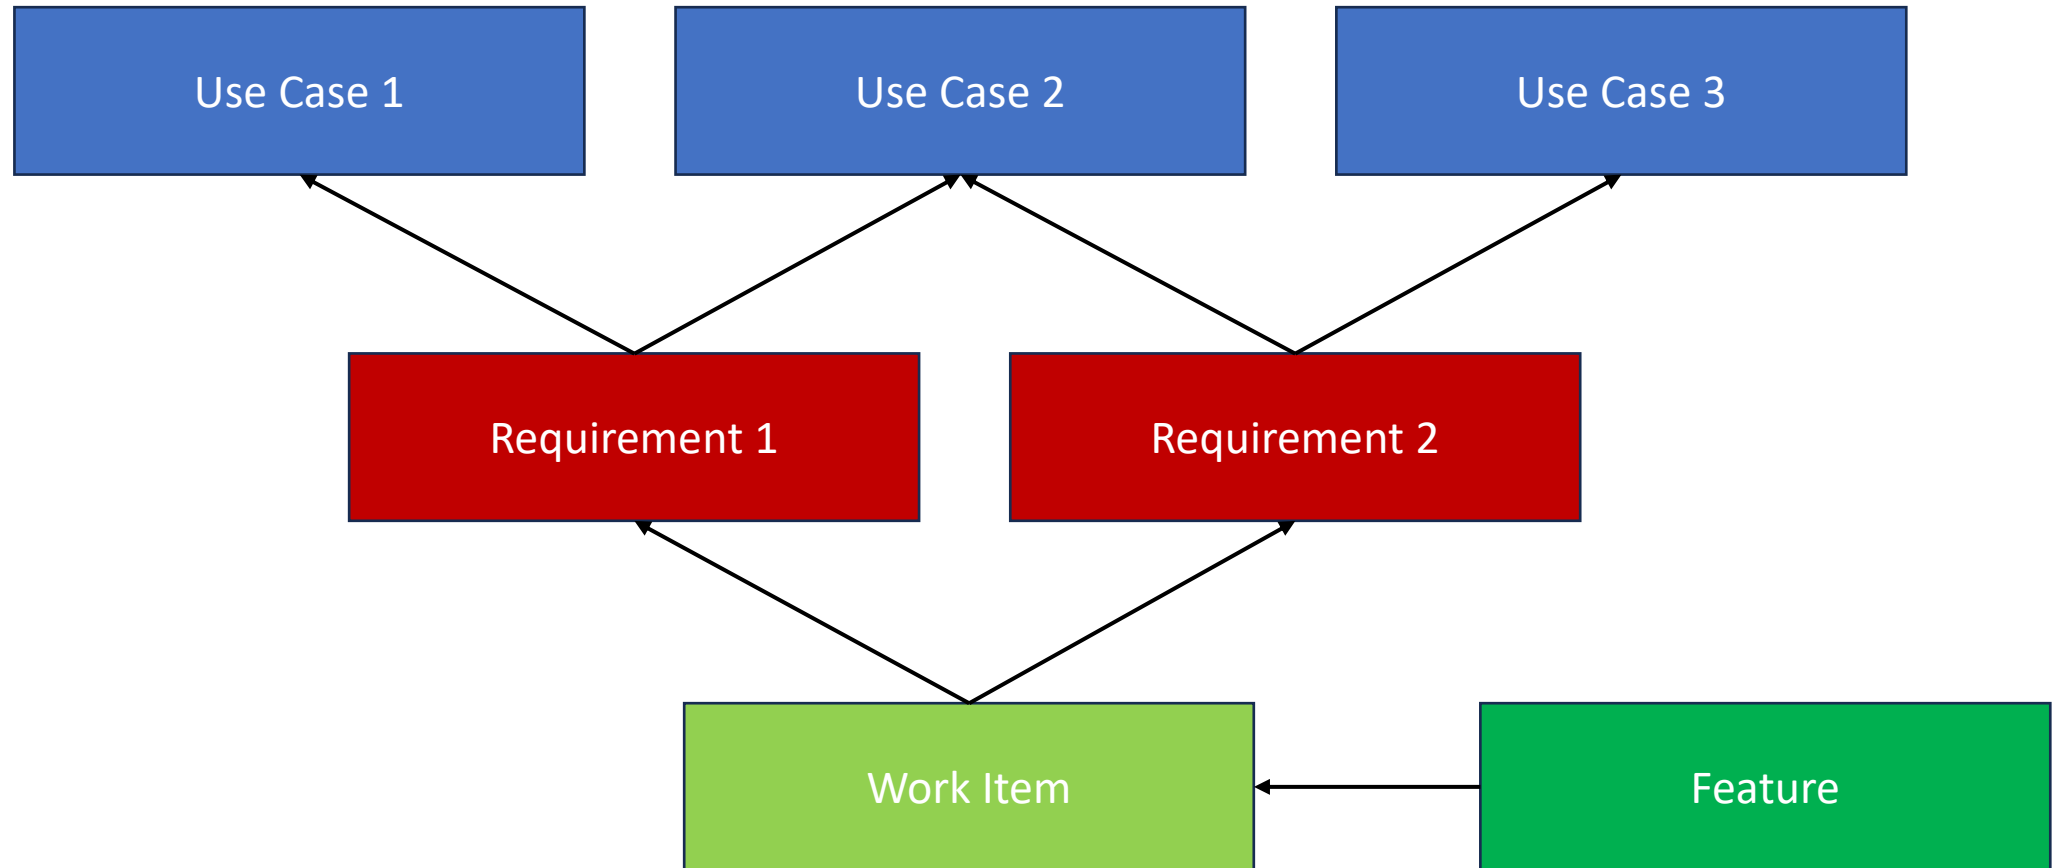 Use Case 1
Use Case 2
Use Case 3
Requirement 1
Requirement 2
Work Item
Feature